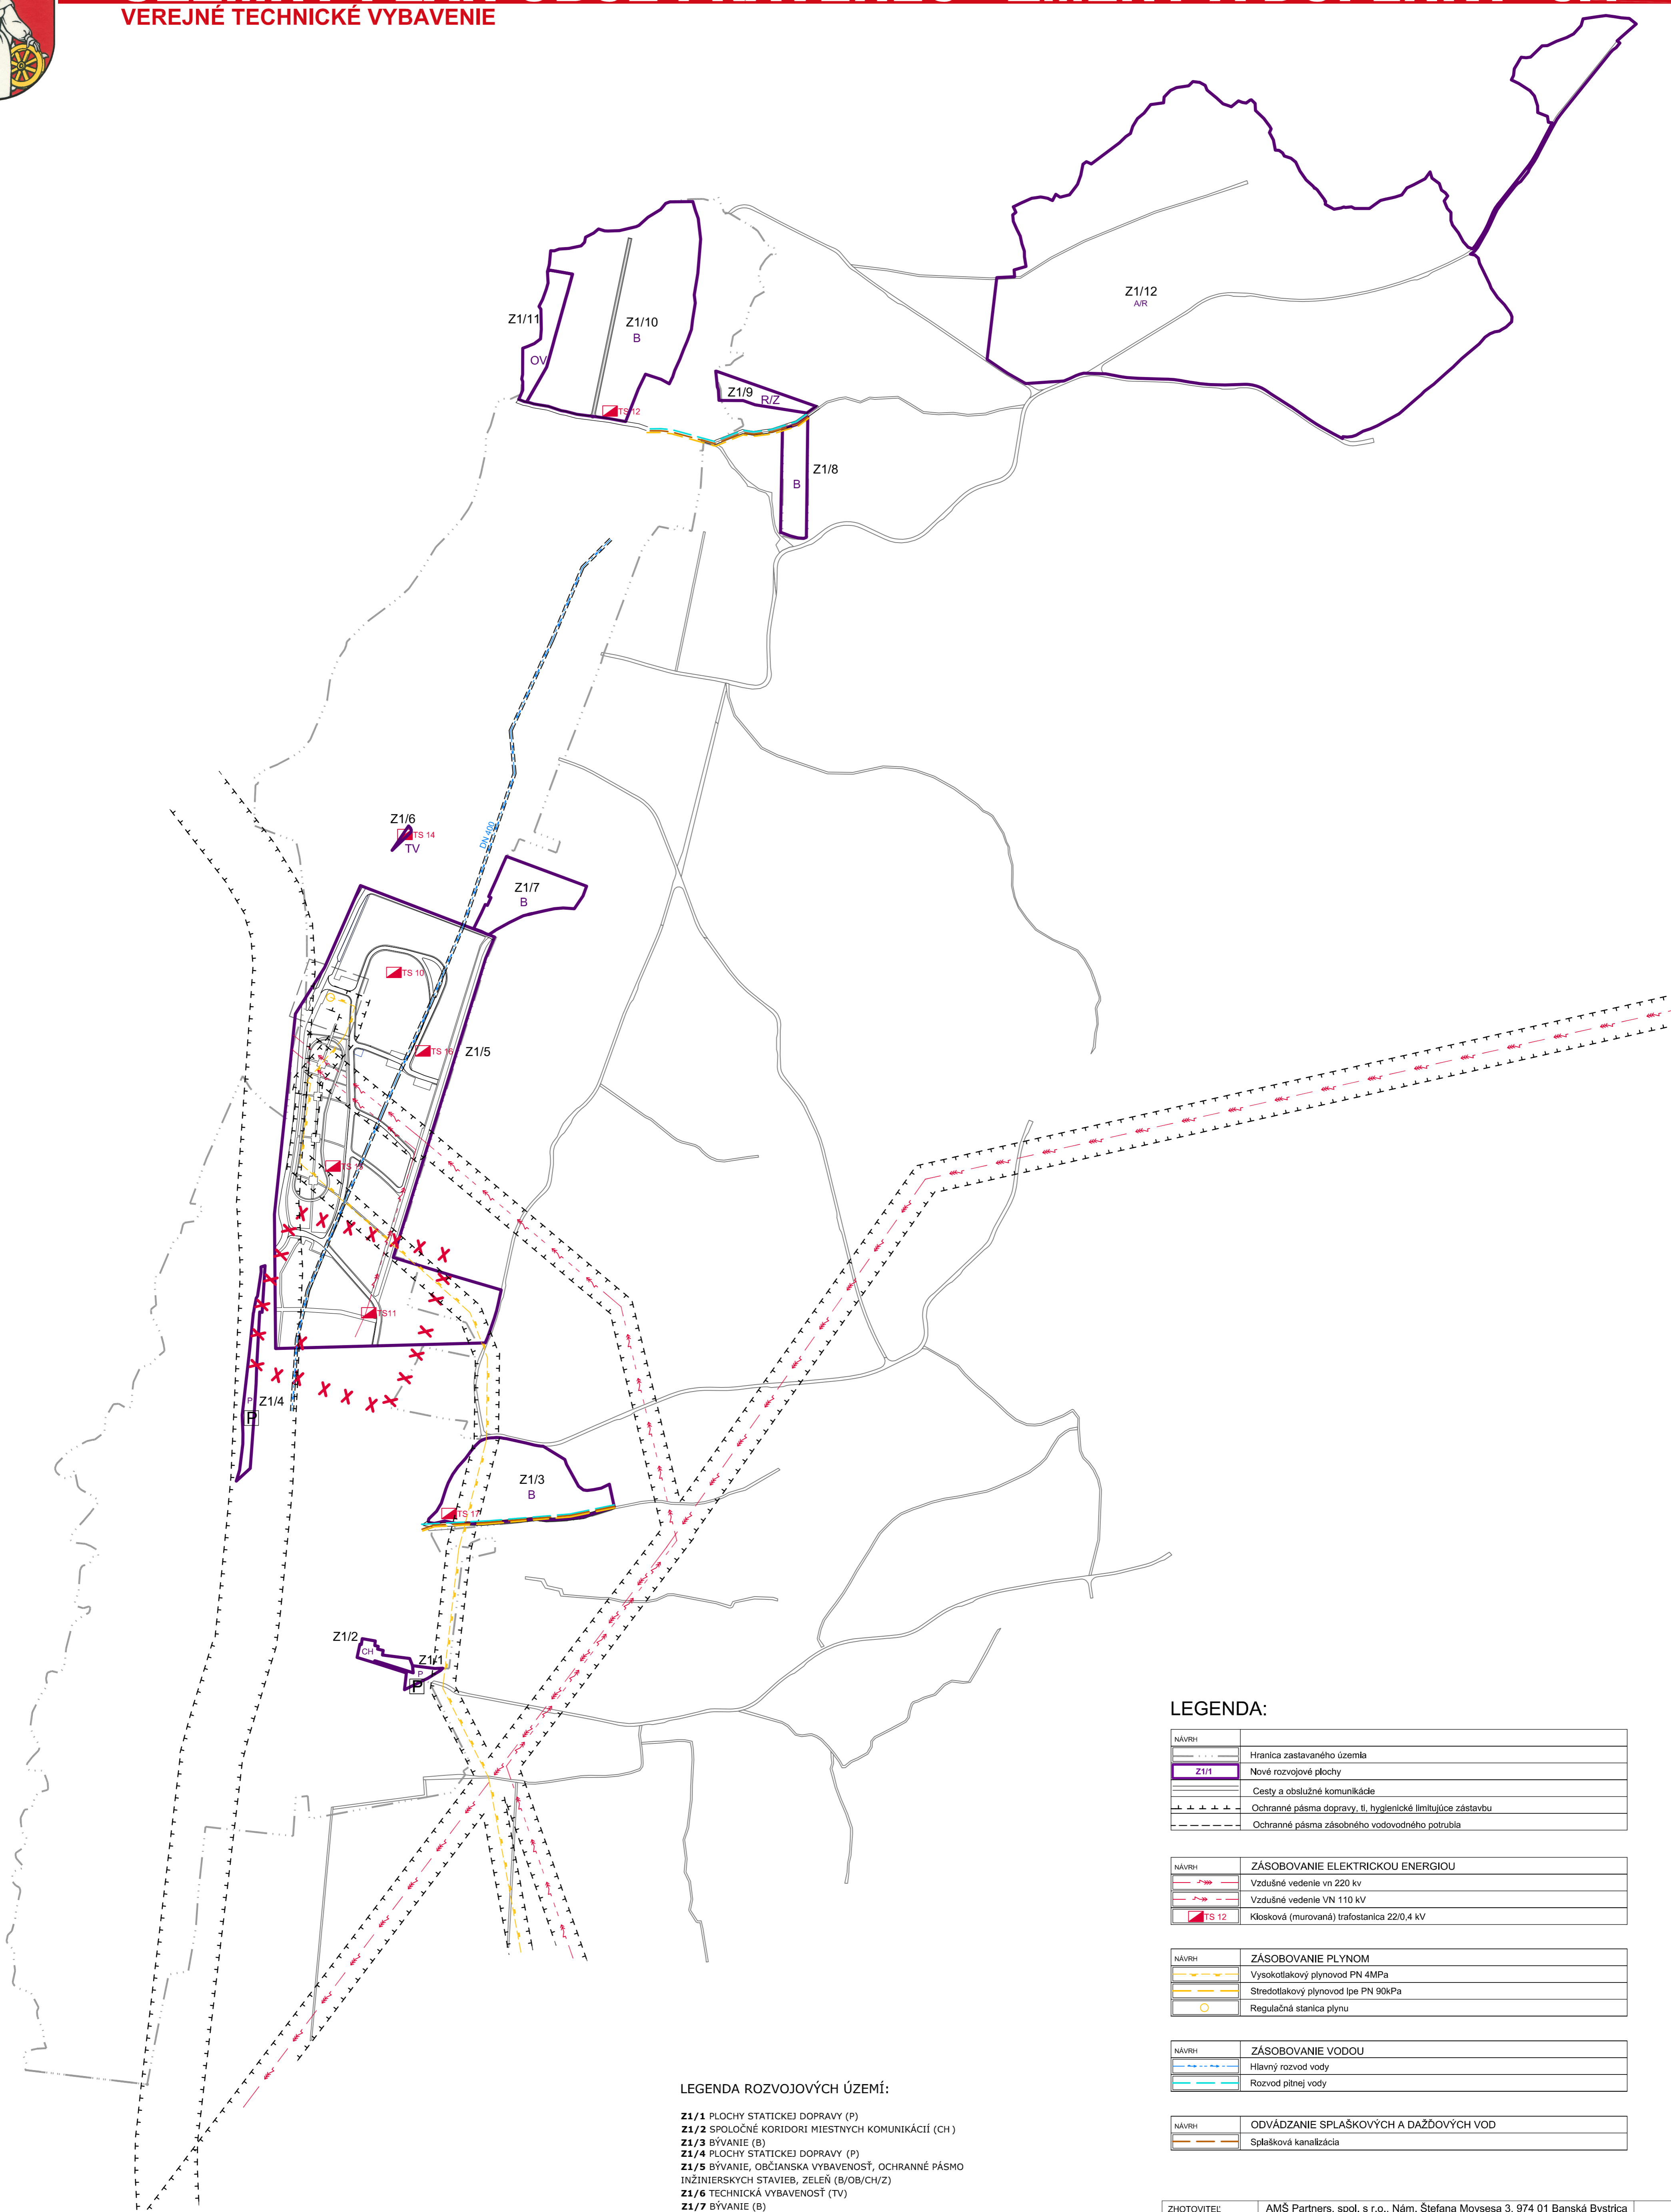 VEREJNÉ TECHNICKÉ VYBAVENIE
Z1/12
A/R
Z1/11
OV
Z1/10
B
TS 12
Z1/9
R/Z
Z1/8
B
DN 400
Z1/6
TS 14
TV
Z1/7
B
TS 10
TS 16
Z1/5
TS 15
TS11
P
Z1/4
P
Z1/3
B
TS 17
Z1/2
CH
Z1/1
P
P
LEGENDA:
NÁVRH
Hranica zastavaného územia
Z1/1 Nové rozvojové plochy
Cesty a obslužné komunikácie
Ochranné pásma dopravy, ti, hygienické limitujúce zástavbu
Ochranné pásma zásobného vodovodného potrubia
NÁVRH ZÁSOBOVANIE ELEKTRICKOU ENERGIOU
Vzdušné vedenie vn 220 kv
Vzdušné vedenie VN 110 kV
TS 12 Kiosková (murovaná) trafostanica 22/0,4 kV
NÁVRH ZÁSOBOVANIE PLYNOM
Vysokotlakový plynovod PN 4MPa
Stredotlakový plynovod lpe PN 90kPa
Regulačná stanica plynu
NÁVRH ZÁSOBOVANIE VODOU
Hlavný rozvod vody
Rozvod pitnej vody
NÁVRH ODVÁDZANIE SPLAŠKOVÝCH A DAŽĎOVÝCH VOD
Splašková kanalizácia
LEGENDA ROZVOJOVÝCH ÚZEMÍ:
Z1/1 PLOCHY STATICKEJ DOPRAVY (P)
Z1/2 SPOLOČNÉ KORIDORI MIESTNYCH KOMUNIKÁCIÍ (CH )
Z1/3 BÝVANIE (B)
Z1/4 PLOCHY STATICKEJ DOPRAVY (P)
Z1/5 BÝVANIE, OBČIANSKA VYBAVENOSŤ, OCHRANNÉ PÁSMO
INŽINIERSKYCH STAVIEB, ZELEŇ (B/OB/CH/Z)
Z1/6 TECHNICKÁ VYBAVENOSŤ (TV)
Z1/7 BÝVANIE (B)
ZHOTOVITEĽ AMŠ Partners, spol. s r.o., Nám. Štefana Moysesa 3, 974 01 Banská Bystrica